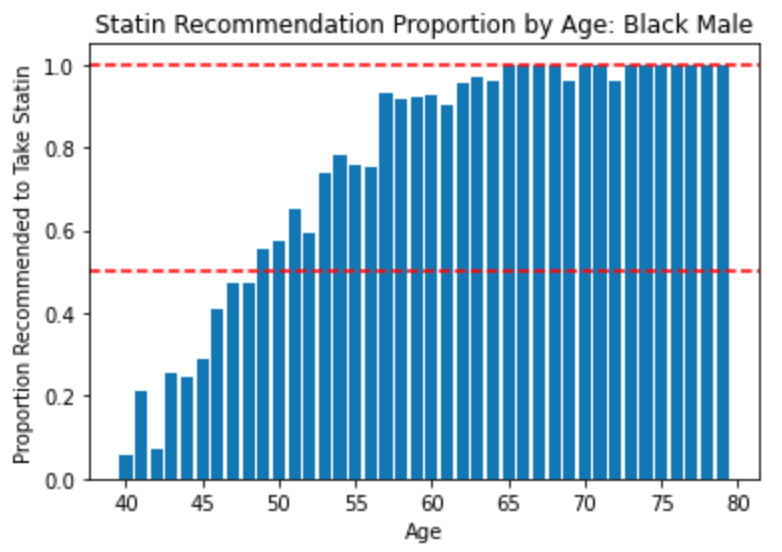 Statin Recommendation Proportion by Age: Black Male
Proportion Recommended to Take Statin
1.0
0.8
0.6
0.4
0.2
0.0
40 45 50 55 60 65 70 75 80
Age